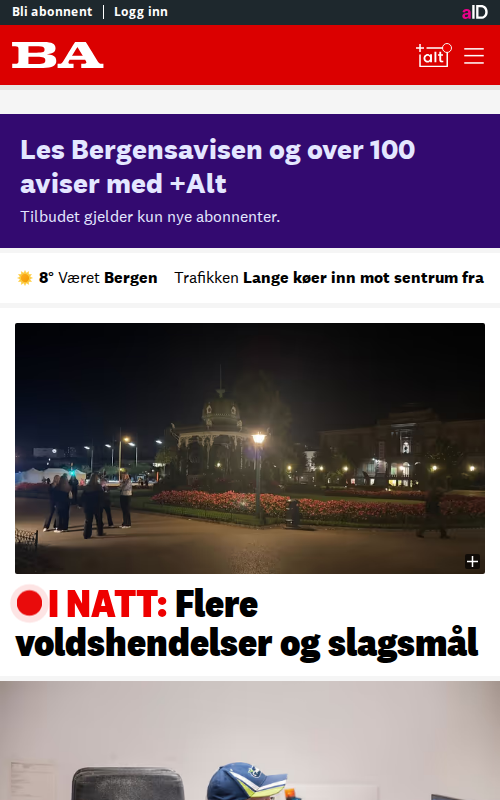 Bli abonnent | Logg inn
aID
BA
+alt
Les Bergensavisen og over 100
aviser med +Alt
Tilbudet gjelder kun nye abonnenter.
8° Været Bergen Trafikken Lange køer inn mot sentrum fra
I NATT: Flere
voldshendelser og slagsmål